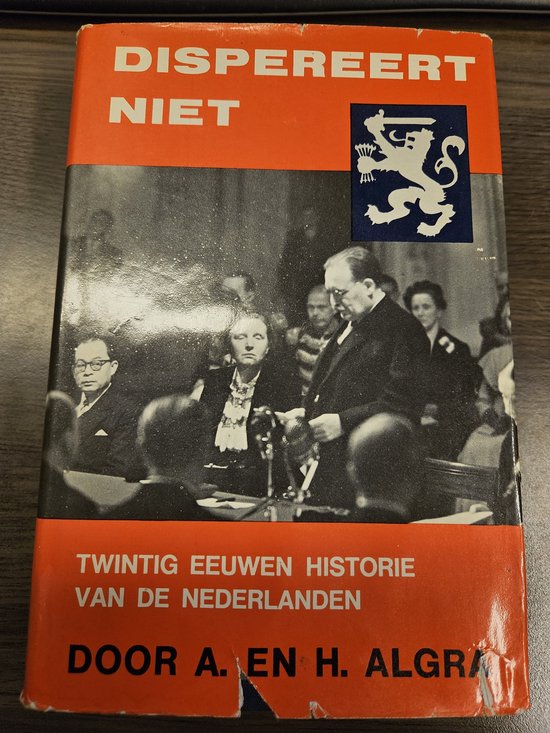 DISPEREERT
NIET
TWINTIG EEUWEN HISTORIE
VAN DE NEDERLANDEN
DOOR A. EN H. ALGRA